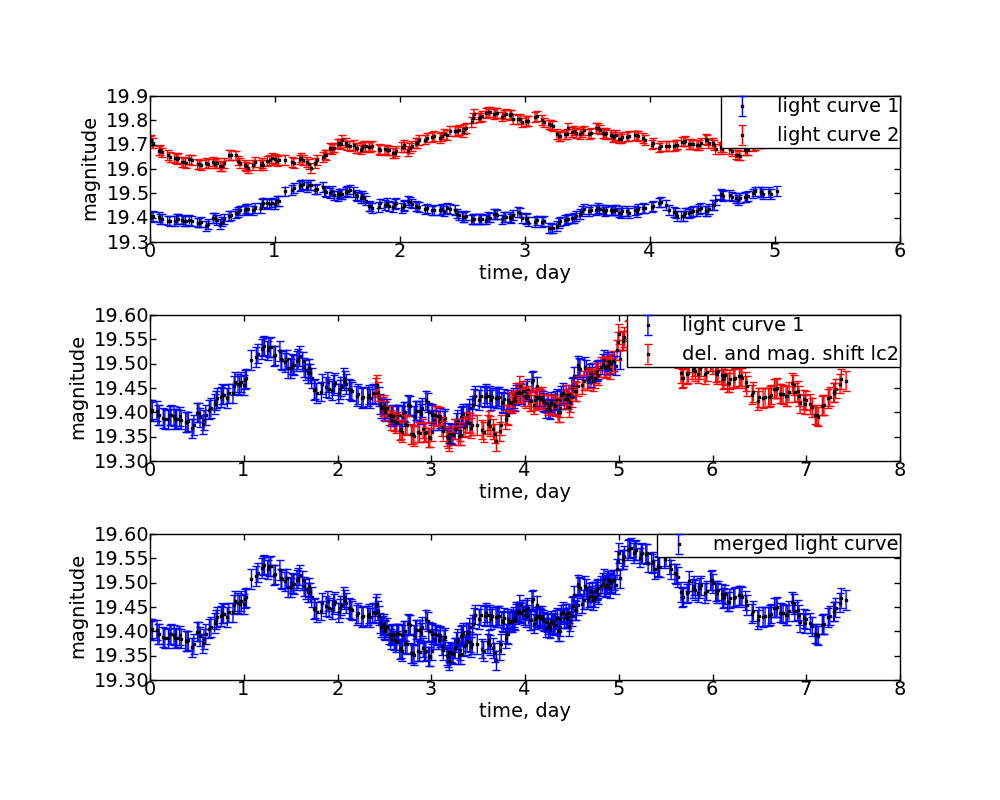 19.9
19.8
19.7
19.6
19.5
19.4
19.3
magnitude
light curve 1
light curve 2
0 1 2 3 4 5 6
time, day
19.60
19.55
19.50
19.45
19.40
19.35
19.30
magnitude
light curve 1
del. and mag. shift lc2
0 1 2 3 4 5 6 7 8
time, day
19.60
19.55
19.50
19.45
19.40
19.35
19.30
magnitude
merged light curve
0 1 2 3 4 5 6 7 8
time, day